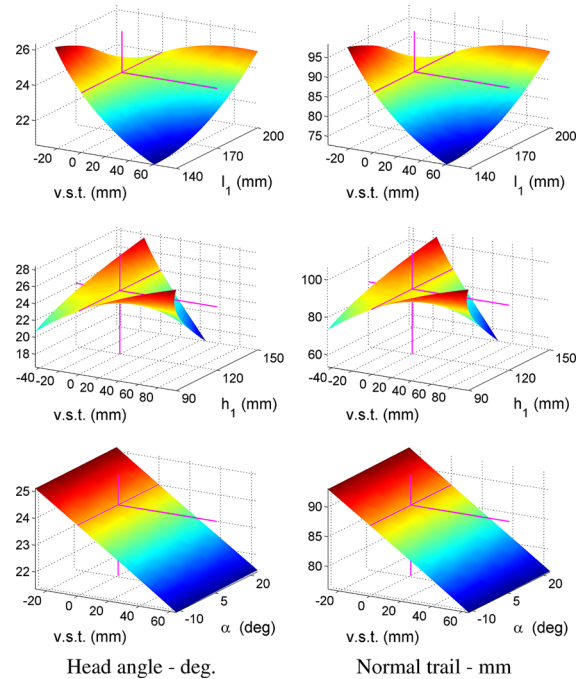 26
24
22
-20 0 20 40 60
140 170 200
v.s.t. (mm)
l1 (mm)
95
90
85
80
75
-20 0 20 40 60
140 170 200
v.s.t. (mm)
l1 (mm)
28
26
24
22
20
18
-40 -20 0 20 40 60 80
90 120 150
v.s.t. (mm)
h1 (mm)
100
80
60
-40 -20 0 20 40 60 80
90 120 150
v.s.t. (mm)
h1 (mm)
25
24
23
22
-20 0 20 40 60
-10 5 20
v.s.t. (mm)
α (deg)
90
85
80
-20 0 20 40 60
-10 5 20
v.s.t. (mm)
α (deg)
Head angle - deg.
Normal trail - mm